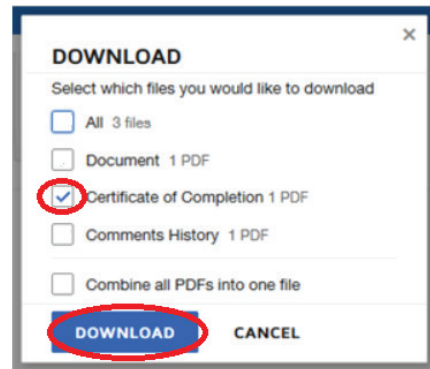 DOWNLOAD
Select which files you would like to download
All 3 files
Document 1 PDF
Certificate of Completion 1 PDF
Comments History 1 PDF
Combine all PDFs into one file
DOWNLOAD CANCEL